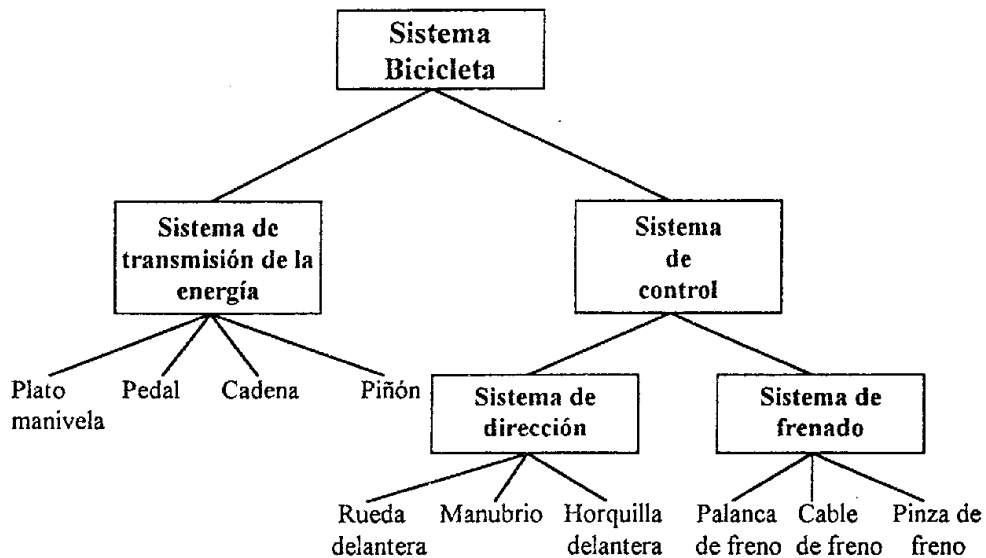 Sistema
Bicicleta
Sistema de
transmisión de la
energía
Sistema
de
control
Plato
manivela
Pedal
Cadena
Piñón
Sistema de
dirección
Sistema de
frenado
Rueda
delantera
Manubrio
Horquilla
delantera
Palanca
de freno
Cable
de freno
Pinza de
freno